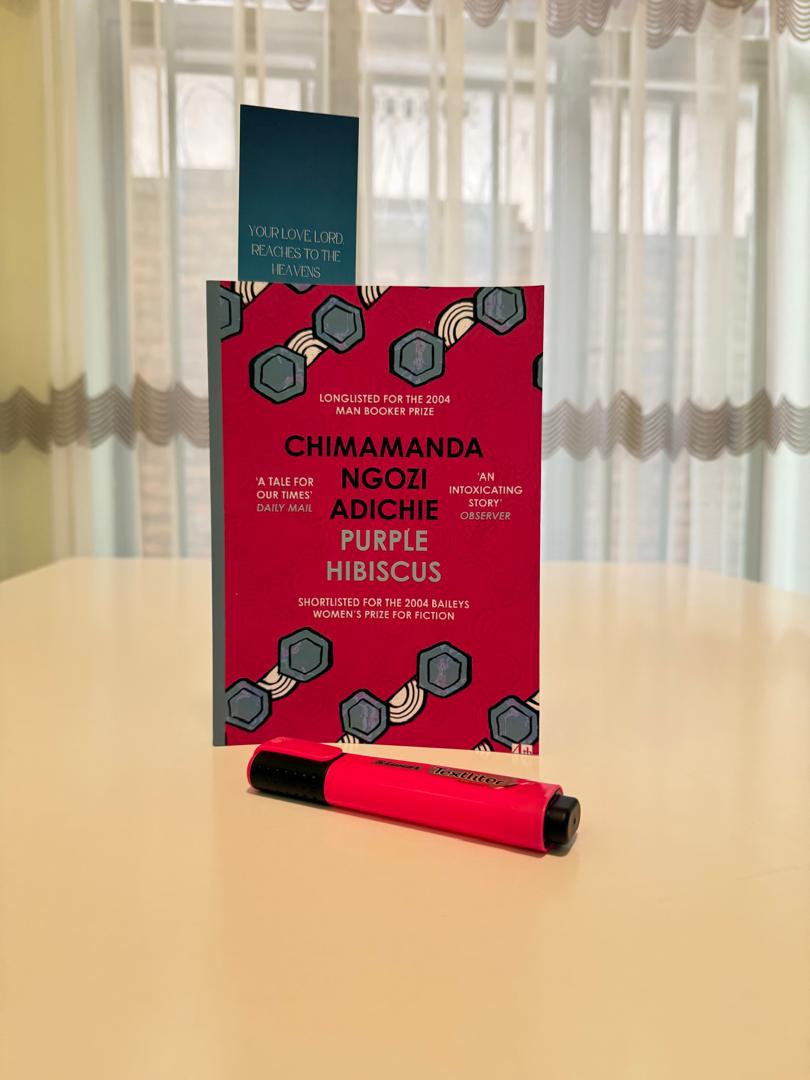 YOUR LOVE, LORD,
REACHES TO THE
HEAVENS
LONGLISTED FOR THE 2004
MAN BOOKER PRIZE
CHIMAMANDA
NGOZI
ADICHIE
'A TALE FOR
OUR TIMES'
DAILY MAIL
'AN
INTOXICATING
STORY'
OBSERVER
PURPLE
HIBISCUS
SHORTLISTED FOR THE 2004 BAILEYS
WOMEN'S PRIZE FOR FICTION
Textliter